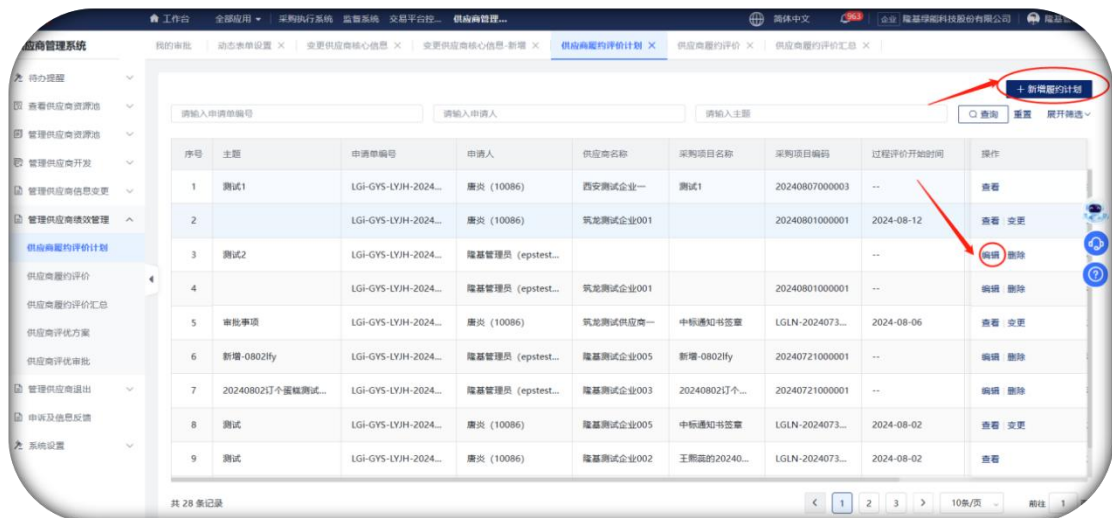 工作台 全部应用 采购执行系统 监督系统 交易平台控... 供应商管理... 简体中文 963 企业 隆基绿能科技股份有限公司 隆基
应商管理系统 我的审批 动态表单设置 × 变更供应商核心信息 × 变更供应商核心信息-新增 × 供应商履约评价计划 × 供应商履约评价 × 供应商履约评价汇总 ×
待办提醒
查看供应商资源池
管理供应商资源池
管理供应商开发
管理供应商信息变更
管理供应商绩效管理
供应商履约评价计划
供应商履约评价
供应商履约评价汇总
供应商评优方案
供应商评优审批
管理供应商退出
申诉及信息反馈
系统设置
+ 新增履约计划
请输入申请单编号 请输入申请人 请输入主题 查询 重置 展开筛选
序号 主题 申请单编号 申请人 供应商名称 采购项目名称 采购项目编码 过程评价开始时间 操作
1 测试1 LGi-GYS-LYJH-2024... 唐炎 (10086) 西安测试企业一 测试1 20240807000003 -- 查看
2 LGi-GYS-LYJH-2024... 唐炎 (10086) 筑龙测试企业001 20240801000001 2024-08-12 查看 变更
3 测试2 LGi-GYS-LYJH-2024... 隆基管理员 (epstest... -- 编辑 删除
4 LGi-GYS-LYJH-2024... 隆基管理员 (epstest... 筑龙测试企业001 20240801000001 -- 编辑 删除
5 审批事项 LGi-GYS-LYJH-2024... 唐炎 (10086) 筑龙测试供应商一 中标通知书签章 LGLN-2024073... 2024-08-06 查看 变更
6 新增-0802lfy LGi-GYS-LYJH-2024... 隆基管理员 (epstest... 隆基测试企业005 新增-0802lfy 20240721000001 -- 编辑 删除
7 20240802订个蛋糕测试... LGi-GYS-LYJH-2024... 隆基管理员 (epstest... 隆基测试企业003 20240802订个... 20240721000001 -- 编辑 删除
8 测试 LGi-GYS-LYJH-2024... 唐炎 (10086) 隆基测试企业005 中标通知书签章 LGLN-2024073... 2024-08-02 查看 变更
9 测试 LGi-GYS-LYJH-2024... 唐炎 (10086) 隆基测试企业002 王熙蕊的20240... LGLN-2024073... 2024-08-02 查看
共 28 条记录 < 1 2 3 > 10条/页 前往 1